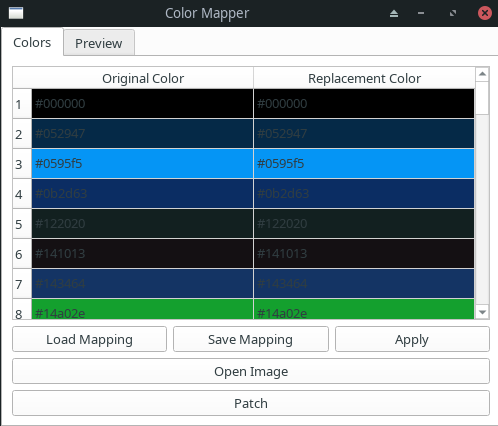 Color Mapper
Colors Preview
Original Color Replacement Color
1 #000000 #000000
2 #052947 #052947
3 #0595f5 #0595f5
4 #0b2d63 #0b2d63
5 #122020 #122020
6 #141013 #141013
7 #143464 #143464
8 #14a02e #14a02e
Load Mapping Save Mapping Apply
Open Image
Patch